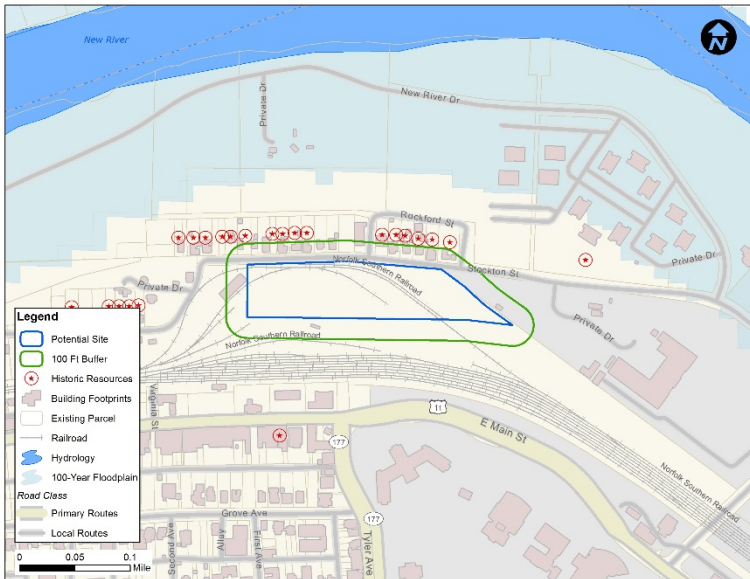 New River
N
New River Dr
Private Dr
Rockford St
Norfolk Southern Railroad
Stockton St
Private Dr
Private Dr
Private Dr
Norfolk Southern Railroad
Virginia St
11
E Main St
177
Norfolk Southern Railroad
Grove Ave
177
Second Ave
Alley
First Ave
Tyler Ave
Legend
Potential Site
100 Ft Buffer
Historic Resources
Building Footprints
Existing Parcel
Railroad
Hydrology
100-Year Floodplain
Road Class
Primary Routes
Local Routes
0 0.05 0.1
Mile